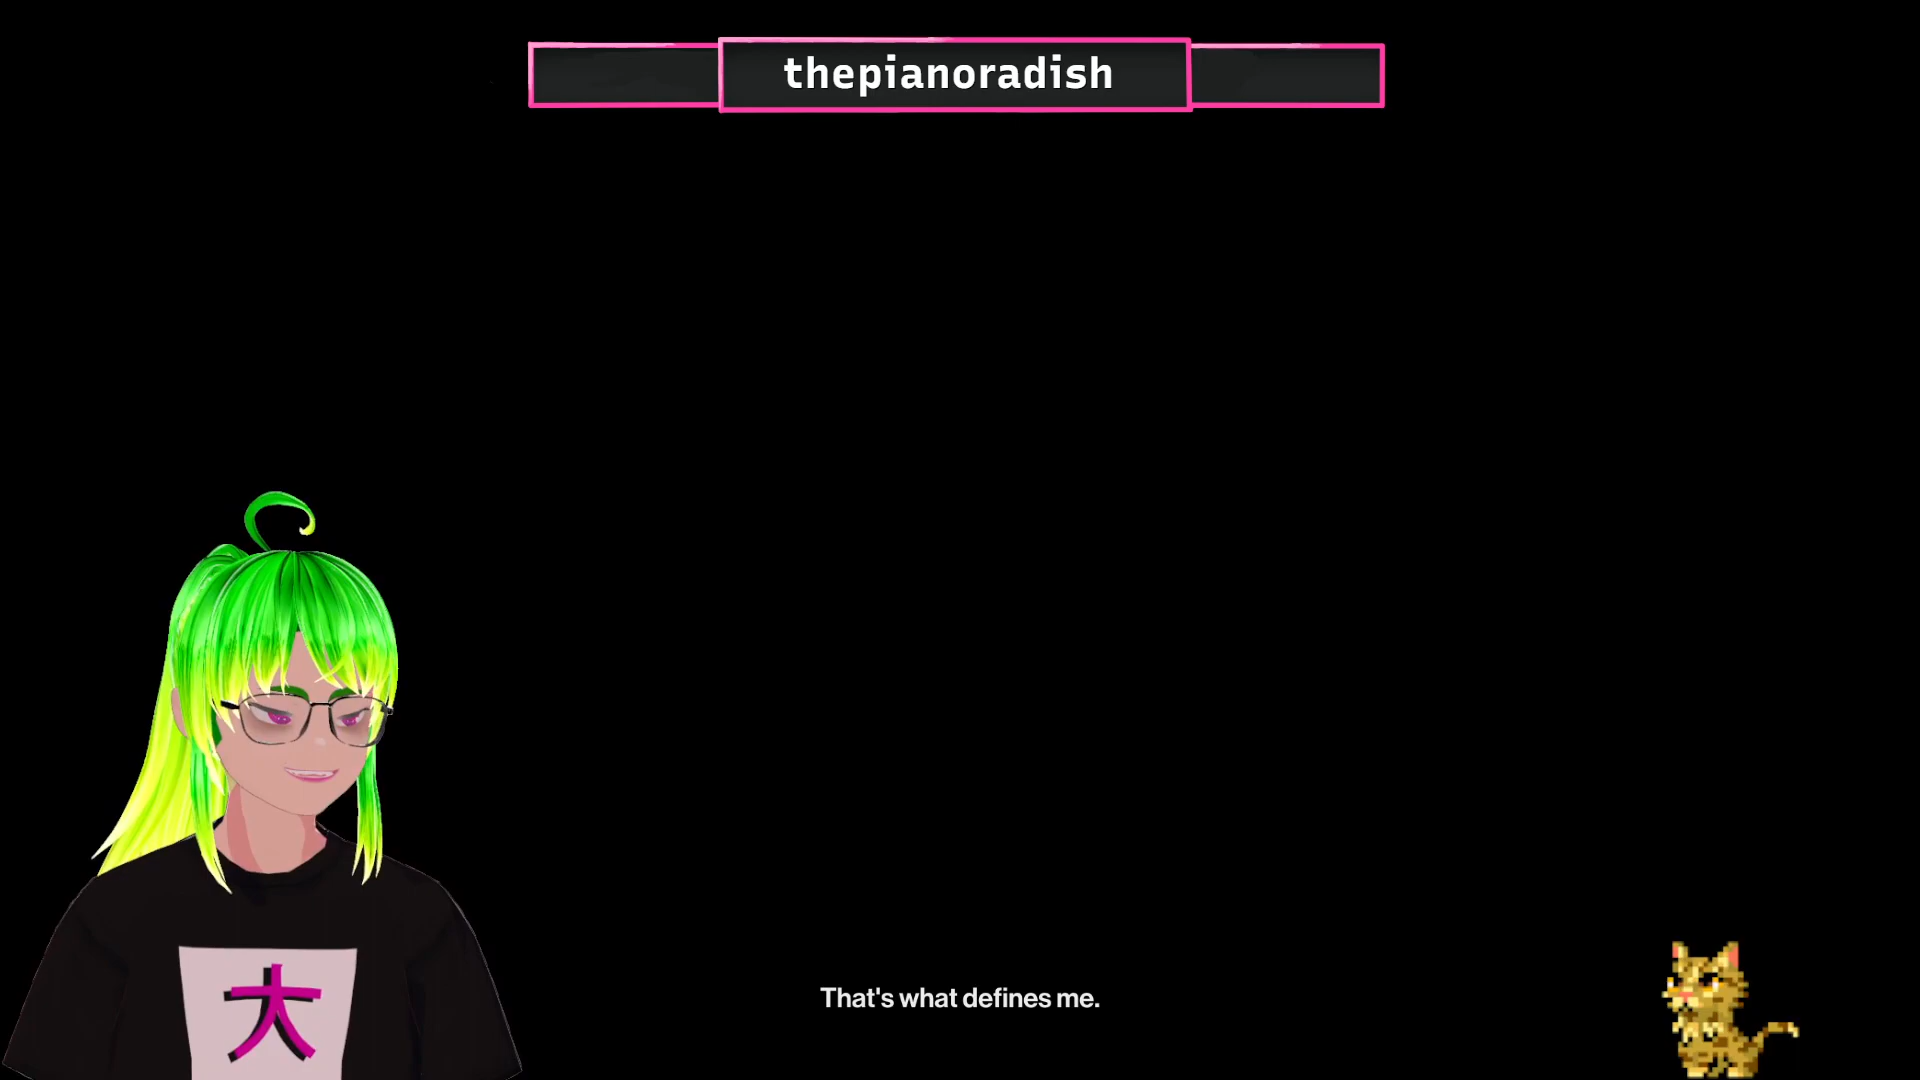 thepianoradish
大
That's what defines me.